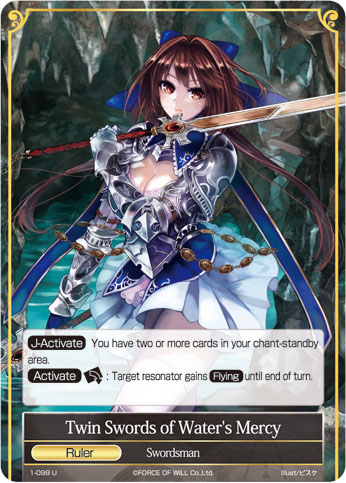 J-Activate You have two or more cards in your chant-standby
area.
Activate : Target resonator gains Flying until end of turn.
Twin Swords of Water's Mercy
Ruler Swordsman
1-099 U ©FORCE OF WILL Co.,Ltd. Illust/ピスケ